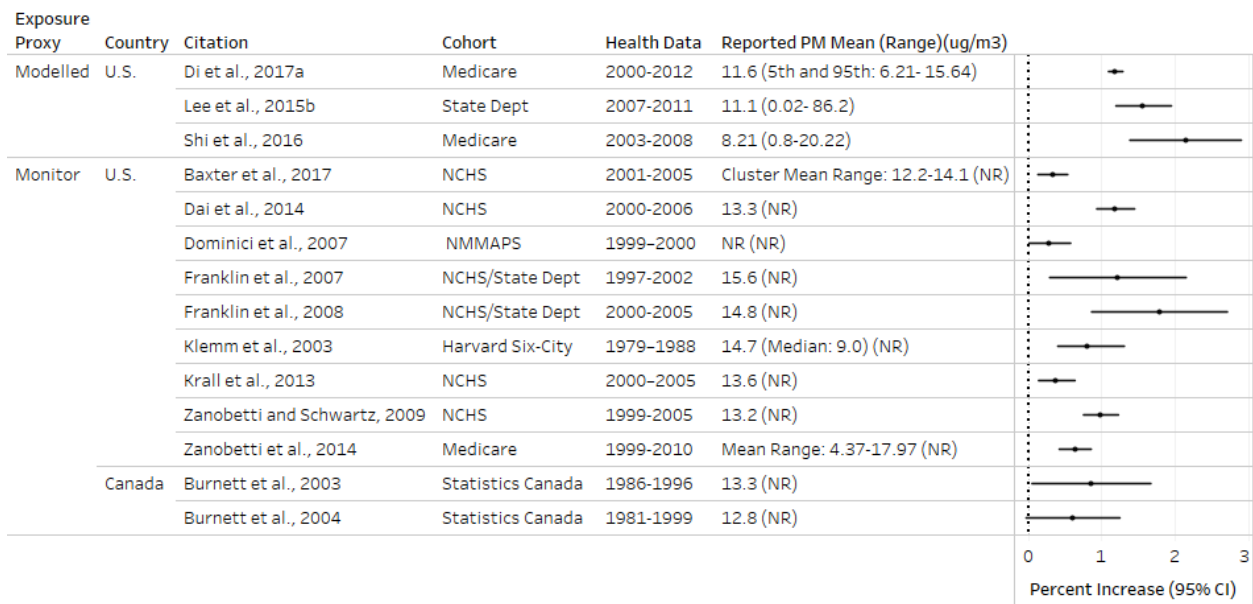 Exposure
Proxy Country Citation Cohort Health Data Reported PM Mean (Range)(ug/m3)
Modelled U.S. Di et al., 2017a Medicare 2000-2012 11.6 (5th and 95th: 6.21- 15.64)
Lee et al., 2015b State Dept 2007-2011 11.1 (0.02- 86.2)
Shi et al., 2016 Medicare 2003-2008 8.21 (0.8-20.22)
Monitor U.S. Baxter et al., 2017 NCHS 2001-2005 Cluster Mean Range: 12.2-14.1 (NR)
Dai et al., 2014 NCHS 2000-2006 13.3 (NR)
Dominici et al., 2007 NMMAPS 1999–2000 NR (NR)
Franklin et al., 2007 NCHS/State Dept 1997-2002 15.6 (NR)
Franklin et al., 2008 NCHS/State Dept 2000-2005 14.8 (NR)
Klemm et al., 2003 Harvard Six-City 1979–1988 14.7 (Median: 9.0) (NR)
Krall et al., 2013 NCHS 2000–2005 13.6 (NR)
Zanobetti and Schwartz, 2009 NCHS 1999-2005 13.2 (NR)
Zanobetti et al., 2014 Medicare 1999-2010 Mean Range: 4.37-17.97 (NR)
Canada Burnett et al., 2003 Statistics Canada 1986-1996 13.3 (NR)
Burnett et al., 2004 Statistics Canada 1981-1999 12.8 (NR)
0 1 2 3
Percent Increase (95% CI)